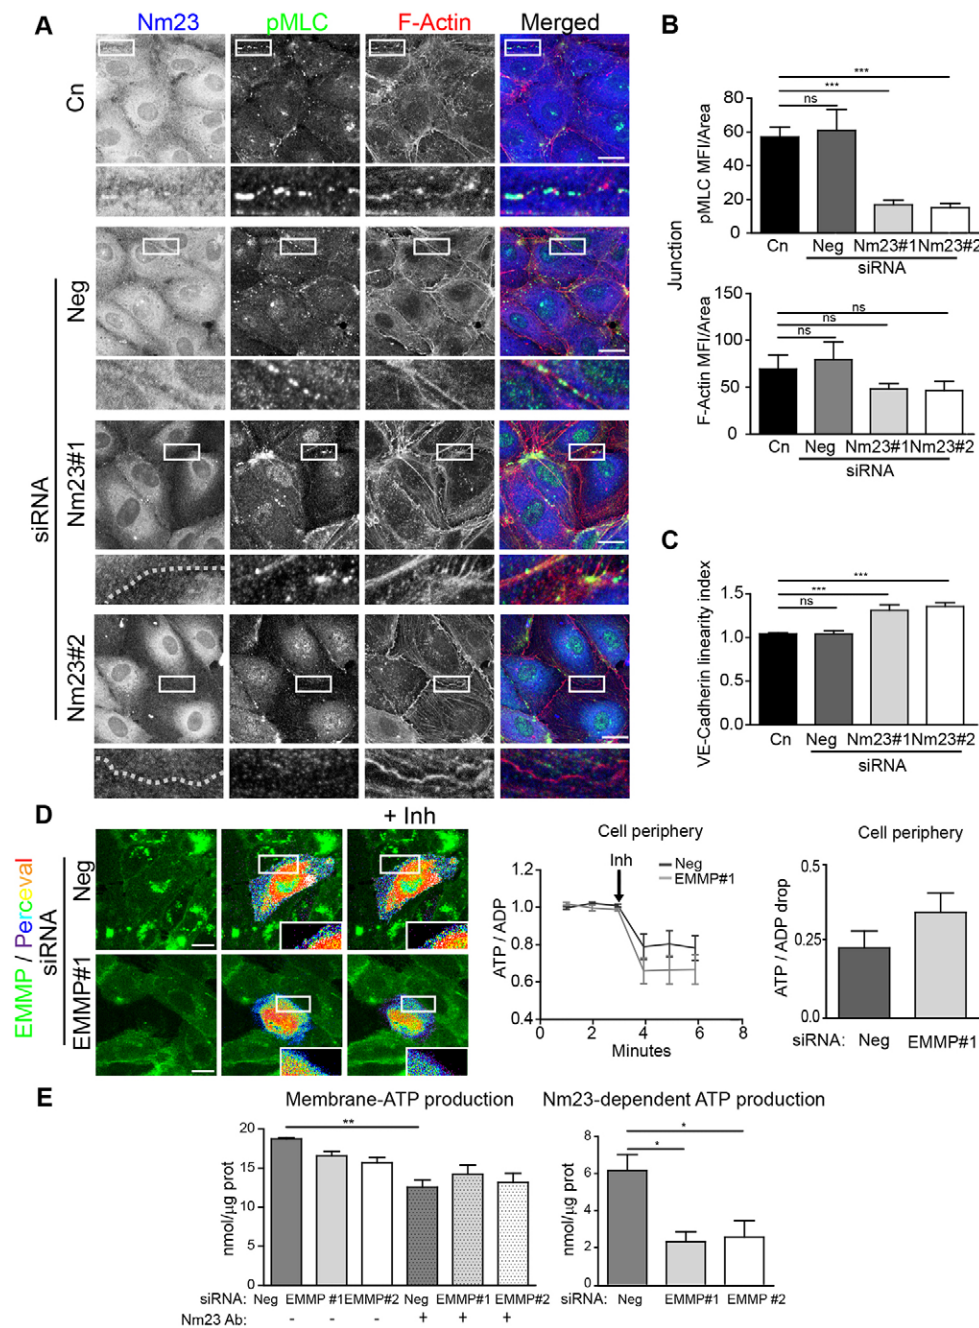 A
Nm23 pMLC F-Actin Merged
Cn
Neg
Nm23#1
Nm23#2
siRNA
B
Junction
pMLC MFI/Area
80
60
40
20
0
***
***
ns
Cn Neg Nm23#1 Nm23#2
siRNA
F-Actin MFI/Area
150
100
50
0
ns
ns
ns
Cn Neg Nm23#1 Nm23#2
siRNA
C
VE-Cadherin linearity index
1.5
1.0
0.5
0.0
***
***
ns
Cn Neg Nm23#1 Nm23#2
siRNA
D
+ Inh
EMMP / Perceval
siRNA
Neg
EMMP#1
Cell periphery
Inh
Neg
EMMP#1
ATP / ADP
1.2
1.0
0.8
0.6
0.4
0 2 4 6 8
Minutes
Cell periphery
ATP / ADP drop
0.5
0.25
0.0
siRNA: Neg EMMP#1
E
Membrane-ATP production
nmol/µg prot
20
15
10
5
0
**
siRNA: Neg EMMP #1 EMMP#2 Neg EMMP#1 EMMP#2
Nm23 Ab: - - - + + +
Nm23-dependent ATP production
nmol/µg prot
8
6
4
2
0
*
*
siRNA: Neg EMMP#1 EMMP #2